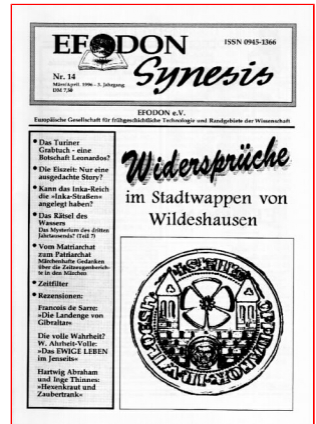 EFODON
ISSN 0945-1366
Synesis
Nr. 14
März/April 1996 – 3. Jahrgang
DM 7,50
EFODON e.V.
Europäische Gesellschaft für frühgeschichtliche Technologie und Randgebiete der Wissenschaft
• Das Turiner
Grabtuch - eine
Botschaft Leonardos?
• Die Eiszeit: Nur eine
ausgedachte Story?
• Kann das Inka-Reich
die «Inka-Straßen»
angelegt haben?
• Das Rätsel des
Wassers
Das Mysterium des dritten
Jahrtausends? (Teil 7)
• Vom Matriarchat
zum Patriarchat
Märchenhafte Gedanken
über die Zeitzeugenberich-
te in den Märchen
• Zeitfilter
• Rezensionen:
Francois de Sarre:
»Die Landenge von
Gibraltar«
Die volle Wahrheit?
W. Ahrheit-Volle:
»Das EWIGE LEBEN
im Jenseits«
Hartwig Abraham
und Inge Thinnes:
»Hexenkraut und
Zaubertrank«
Widersprüche
im Stadtwappen von
Wildeshausen